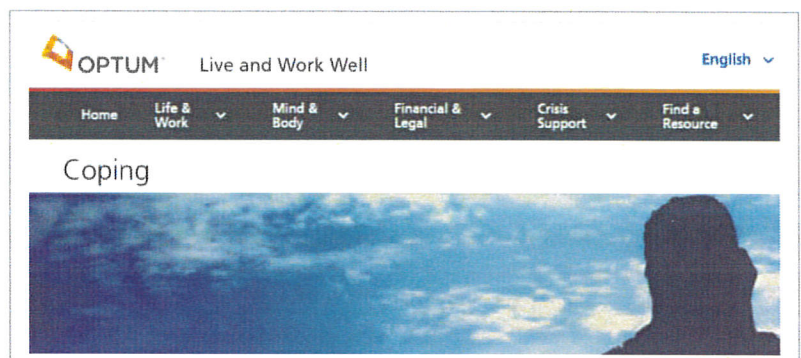 OPTUM Live and Work Well
English
Home
Life & Work
Mind & Body
Financial & Legal
Crisis Support
Find a Resource
Coping